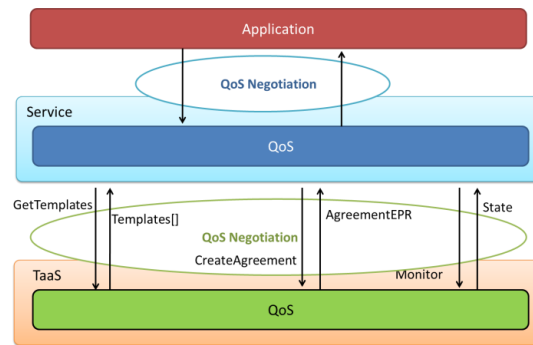 Application
QoS Negotiation
Service
QoS
GetTemplates
Templates[]
AgreementEPR
State
QoS Negotiation
CreateAgreement
Monitor
TaaS
QoS